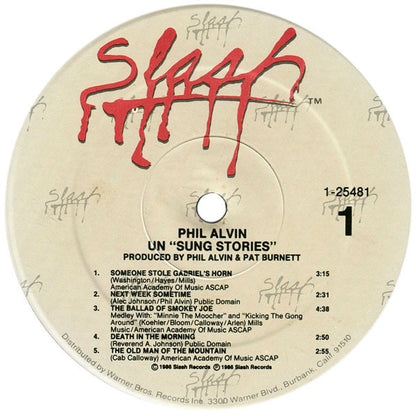 Slash
TM
1-25481
1
PHIL ALVIN
UN "SUNG STORIES"
PRODUCED BY PHIL ALVIN & PAT BURNETT
1. SOMEONE STOLE GABRIEL'S HORN 3:15
(Washington/Hayes/Mills)
American Academy Of Music ASCAP
2. NEXT WEEK SOMETIME 2:31
(Alec Johnson/Phil Alvin) Public Domain
3. THE BALLAD OF SMOKEY JOE 4:38
Medley With: "Minnie The Moocher" and "Kicking The Gong
Around" (Koehler/Bloom/Calloway/Arlen) Mills
Music/American Academy Of Music ASCAP
4. DEATH IN THE MORNING 2:50
(Reverend A. Johnson) Public Domain
5. THE OLD MAN OF THE MOUNTAIN 2:55
(Cab Calloway) American Academy Of Music ASCAP
© 1986 Slash Records ℗ 1986 Slash Records
Distributed by Warner Bros. Records Inc. 3300 Warner Blvd., Burbank, Calif. 91510